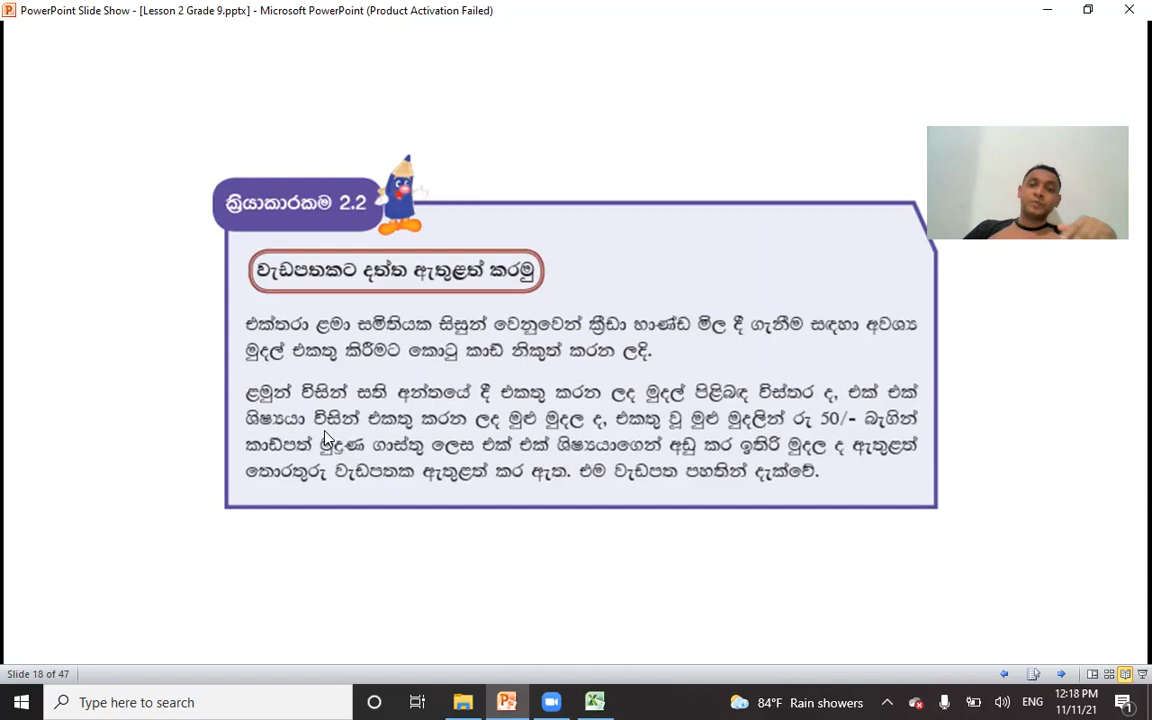 PowerPoint Slide Show - [Lesson 2 Grade 9.pptx] - Microsoft PowerPoint (Product Activation Failed)
ක්‍රියාකාරකම 2.2
වැඩපතකට දත්ත ඇතුළත් කරමු
එක්තරා ළමා සමිතියක සිසුන් වෙනුවෙන් ක්‍රීඩා භාණ්ඩ මිල දී ගැනීම සඳහා අවශ්‍ය
මුදල් එකතු කිරීමට කොටු කාඩ් නිකුත් කරන ලදි.
ළමුන් විසින් සති අන්තයේ දී එකතු කරන ලද මුදල් පිළිබඳ විස්තර ද, එක් එක්
ශිෂ්‍යයා විසින් එකතු කරන ලද මුළු මුදල ද, එකතු වූ මුළු මුදලින් රු 50/- බැගින්
කාඩ්පත් මුද්‍රණ ගාස්තු ලෙස එක් එක් ශිෂ්‍යයාගෙන් අඩු කර ඉතිරි මුදල ද ඇතුළත්
තොරතුරු වැඩපතක ඇතුළත් කර ඇත. එම වැඩපත පහතින් දැක්වේ.
Slide 18 of 47
Type here to search
84°F Rain showers
ENG
12:18 PM
11/11/21
1